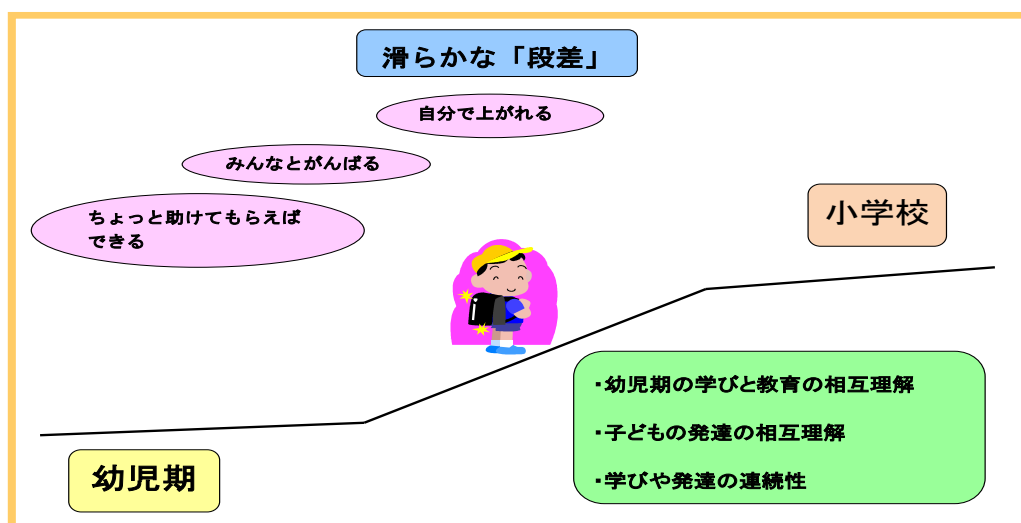 滑らかな「段差」
自分で上がれる
みんなとがんばる
ちょっと助けてもらえば
できる
小学校
・幼児期の学びと教育の相互理解
・子どもの発達の相互理解
・学びや発達の連続性
幼児期